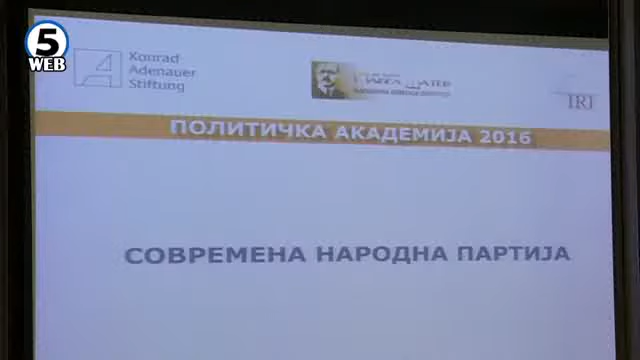 5
WEB
Konrad
Adenauer
Stiftung
IRI
ПОЛИТИЧКА АКАДЕМИЈА 2016
СОВРЕМЕНА НАРОДНА ПАРТИЈА